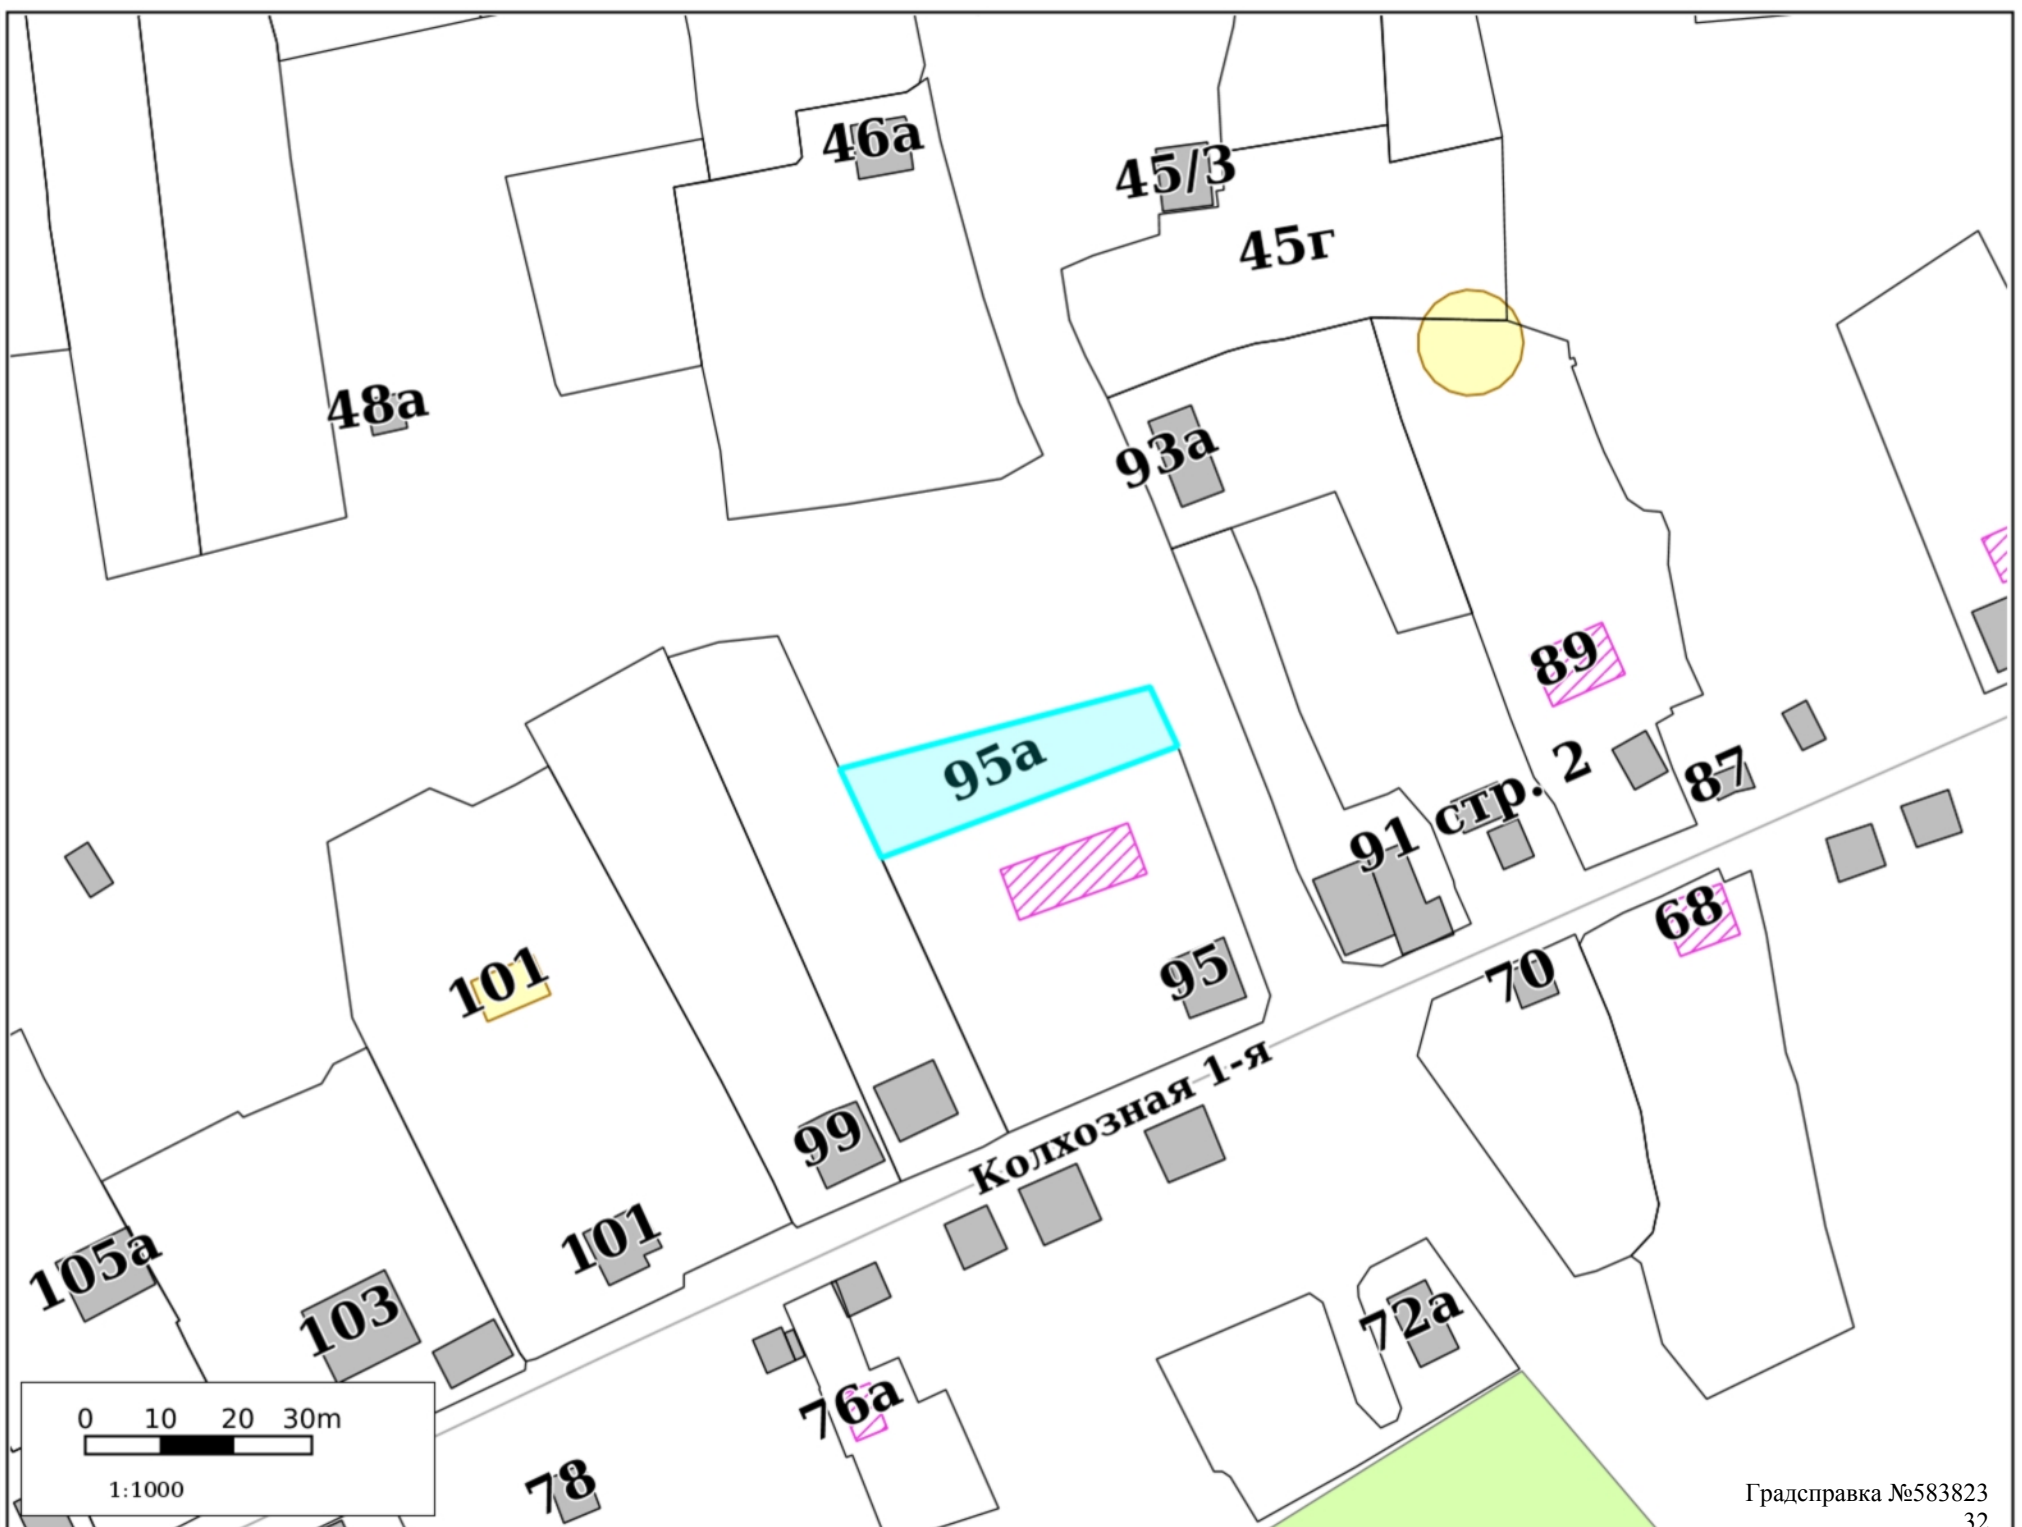 46а
45/3
45г
48а
93а
89
95а
стр. 2
87
91
68
95
70
101
Колхозная 1-я
99
101
105а
103
72а
76а
78
0 10 20 30m
1:1000
Градсправка №583823
32